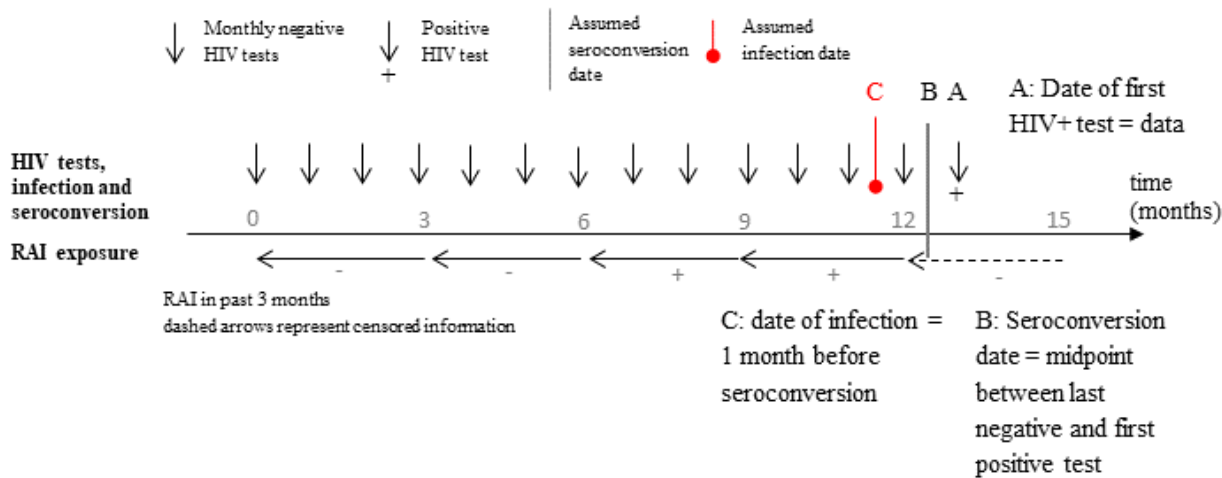 Monthly negative
HIV tests
Positive
HIV test
+
Assumed
seroconversion
date
Assumed
infection date
C B A
A: Date of first
HIV+ test = data
HIV tests,
infection and
seroconversion
+
time
(months)
0 3 6 9 12 15
RAI exposure
- - + + -
RAI in past 3 months
dashed arrows represent censored information
C: date of infection =
1 month before
seroconversion
B: Seroconversion
date = midpoint
between last
negative and first
positive test